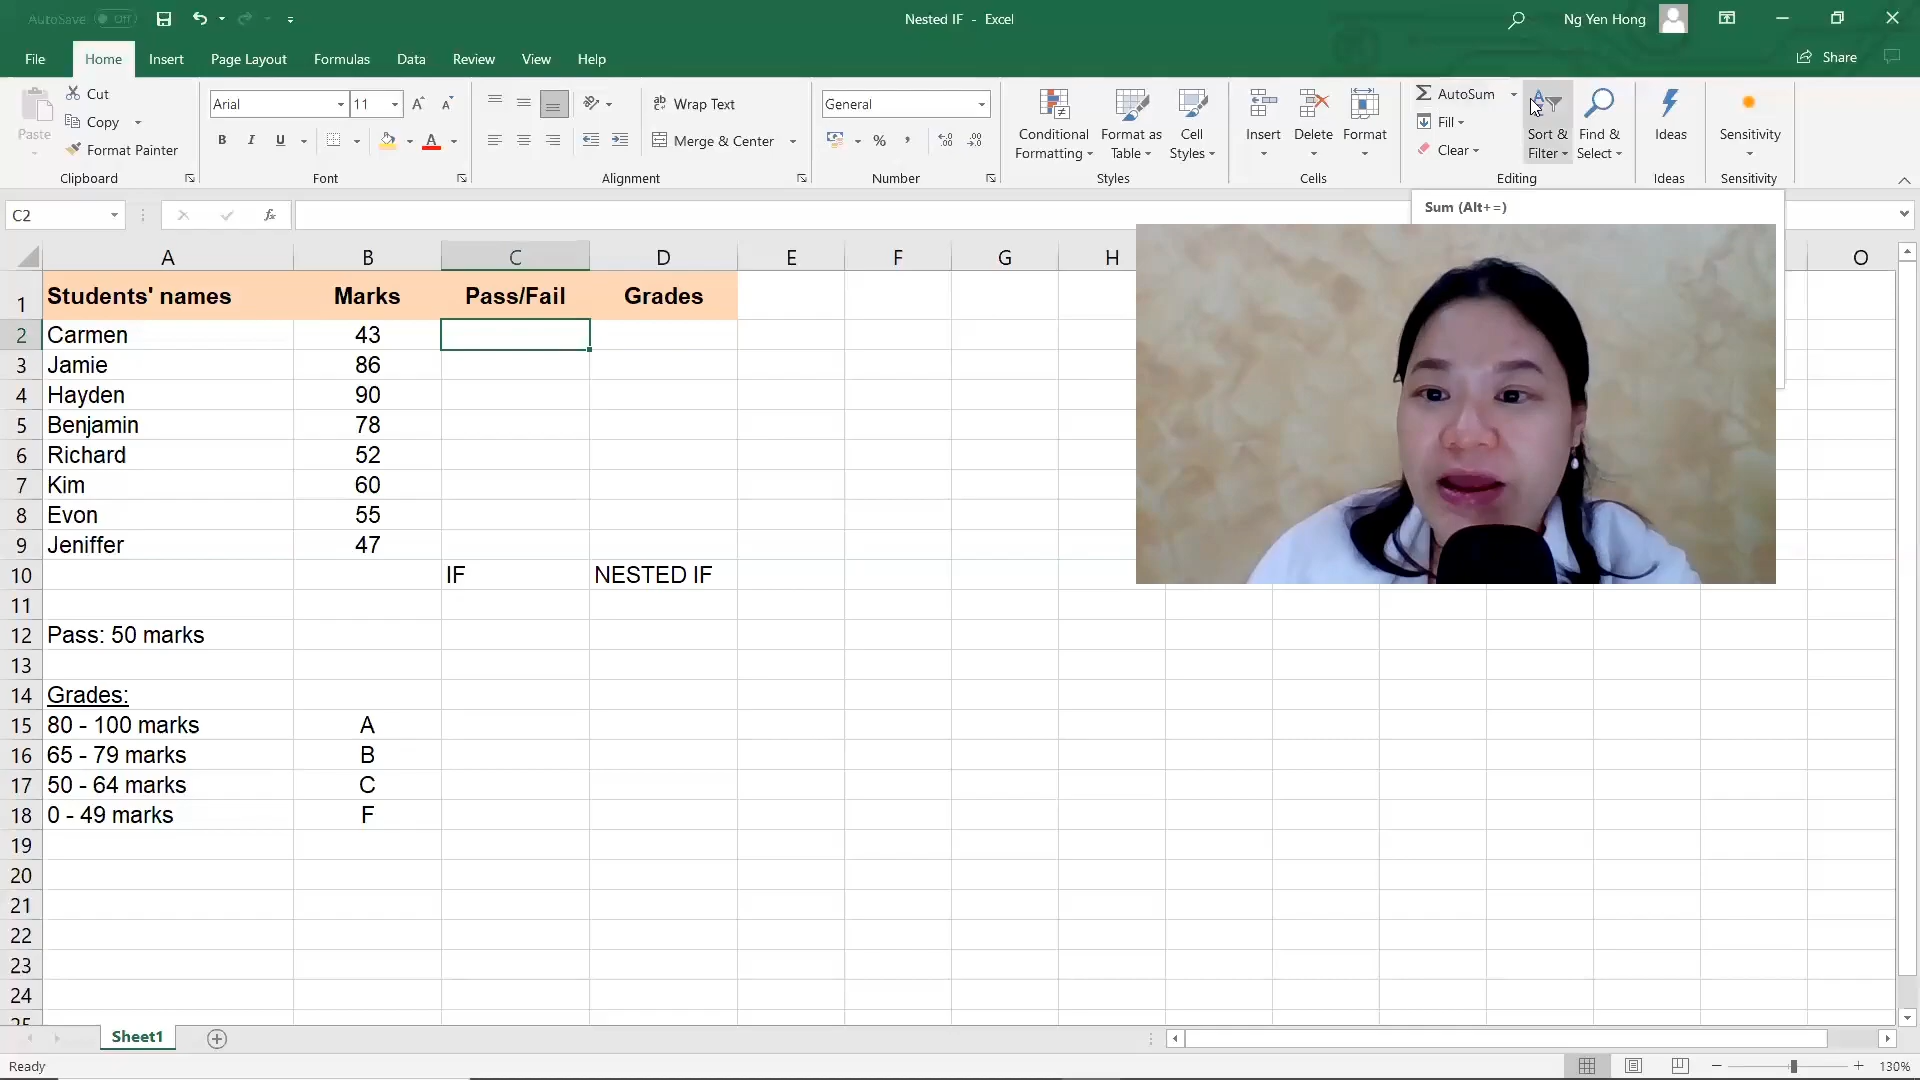 AutoSave Off
Nested IF - Excel
Ng Yen Hong
File Home Insert Page Layout Formulas Data Review View Help
Share
Paste
Cut
Copy
Format Painter
Clipboard
Arial 11
B I U
Font
Wrap Text
Merge & Center
Alignment
General
Number
Conditional Formatting
Format as Table
Cell Styles
Styles
Insert Delete Format
Cells
AutoSum
Fill
Clear
Sort & Filter
Find & Select
Editing
Ideas
Ideas
Sensitivity
Sensitivity
Sum (Alt+=)
C2
fx
A B C D E F G H O
1 Students' names Marks Pass/Fail Grades
2 Carmen 43
3 Jamie 86
4 Hayden 90
5 Benjamin 78
6 Richard 52
7 Kim 60
8 Evon 55
9 Jeniffer 47
10 IF NESTED IF
11
12 Pass: 50 marks
13
14 Grades:
15 80 - 100 marks A
16 65 - 79 marks B
17 50 - 64 marks C
18 0 - 49 marks F
19
20
21
22
23
24
25
Sheet1
Ready
130%